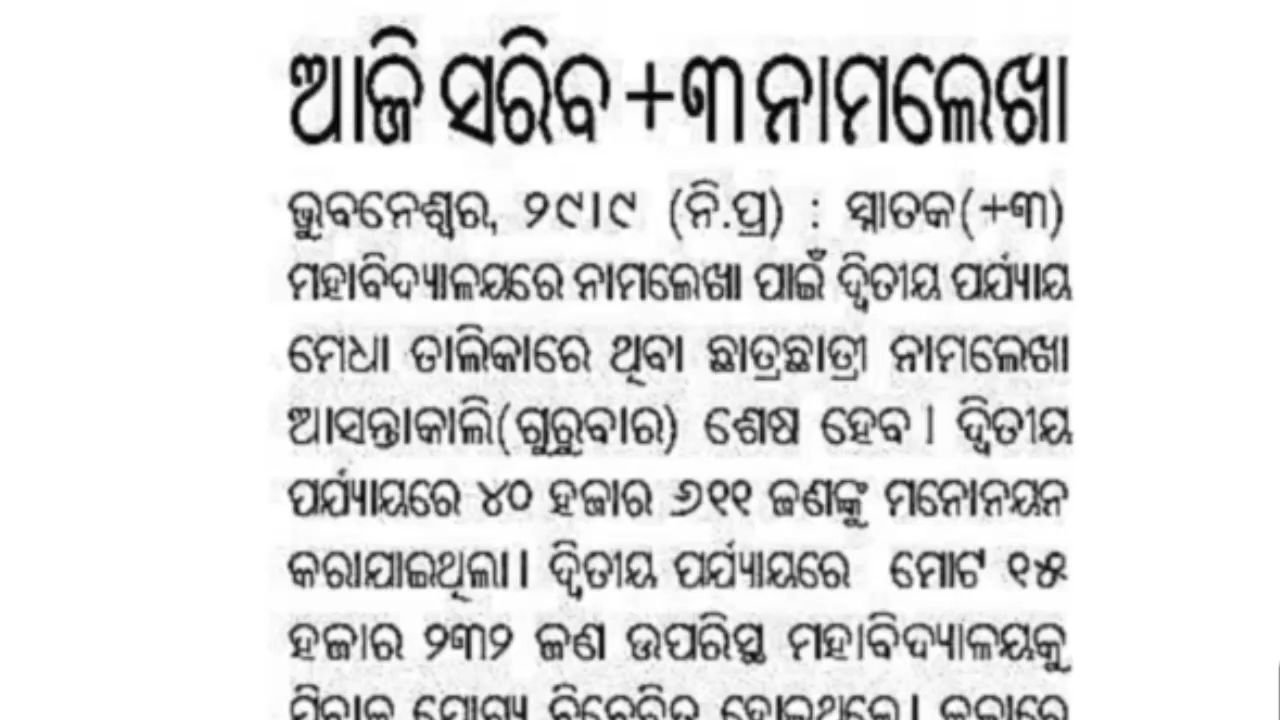 ଆଜି ସରିବ +୩ ନାମଲେଖା
ଭୁବନେଶ୍ୱର, ୨୯।୯ (ନି.ପ୍ର) : ସ୍ନାତକ(+୩)
ମହାବିଦ୍ୟାଳୟରେ ନାମଲେଖା ପାଇଁ ଦ୍ୱିତୀୟ ପର୍ଯ୍ୟାୟ
ମେଧା ତାଲିକାରେ ଥିବା ଛାତ୍ରଛାତ୍ରୀ ନାମଲେଖା
ଆସନ୍ତାକାଲି(ଗୁରୁବାର) ଶେଷ ହେବ। ଦ୍ୱିତୀୟ
ପର୍ଯ୍ୟାୟରେ ୪୦ ହଜାର ୬୧୧ ଜଣଙ୍କୁ ମନୋନୟନ
କରାଯାଇଥିଲା। ଦ୍ୱିତୀୟ ପର୍ଯ୍ୟାୟରେ ମୋଟ ୧୫
ହଜାର ୨୩୨ ଜଣ ଉପରିସ୍ଥ ମହାବିଦ୍ୟାଳୟକୁ
ଯିବାକୁ ଯୋଗ୍ୟ ବିବେଚିତ ହୋଇଥିଲେ।